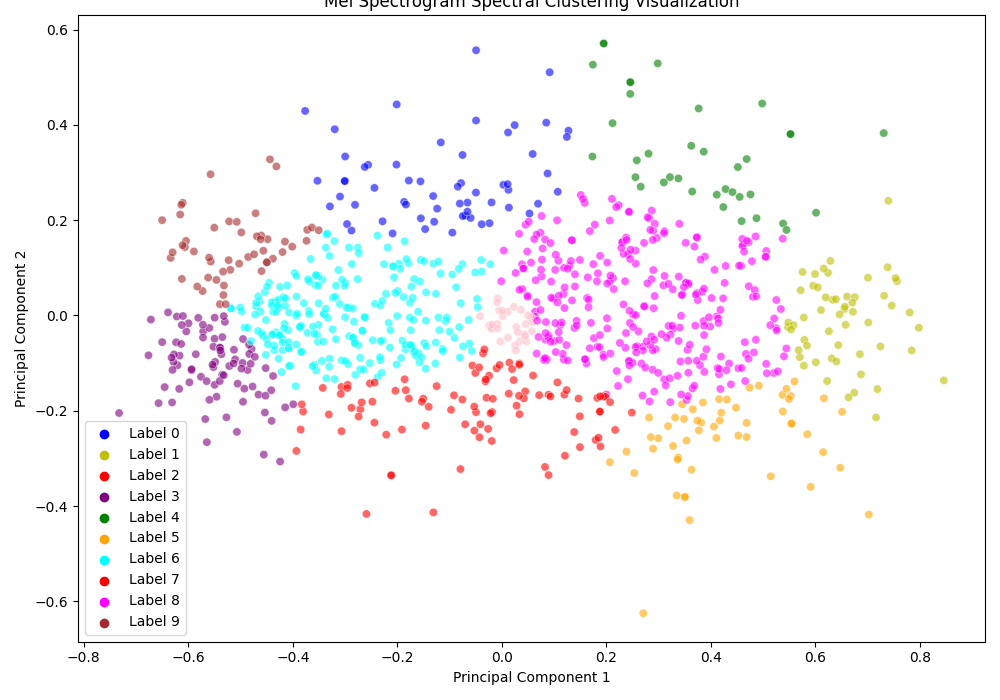 Mel Spectrogram Spectral Clustering Visualization
0.6
0.4
0.2
0.0
−0.2
−0.4
−0.6
Principal Component 2
Label 0
Label 1
Label 2
Label 3
Label 4
Label 5
Label 6
Label 7
Label 8
Label 9
−0.8
−0.6
−0.4
−0.2
0.0
0.2
0.4
0.6
0.8
Principal Component 1